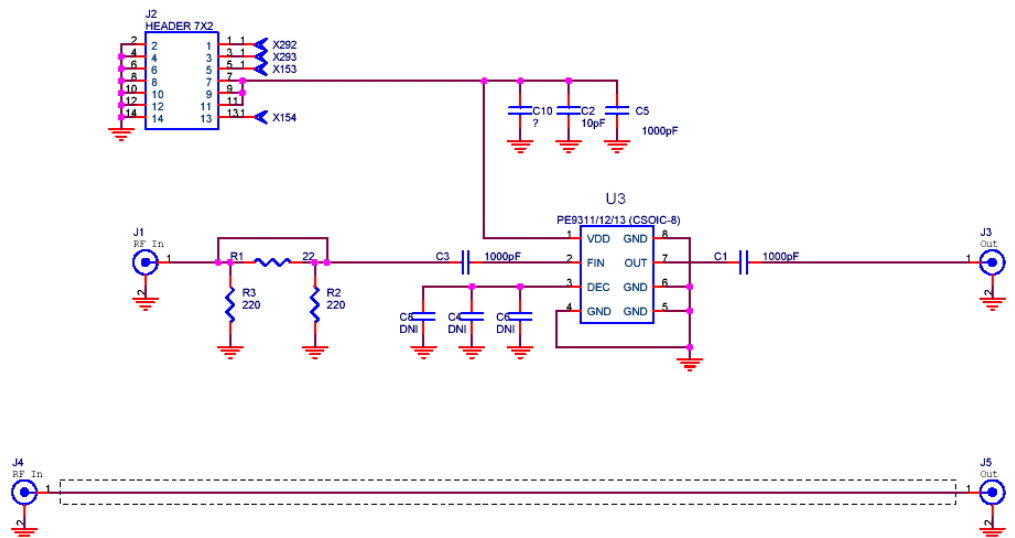 J2
HEADER 7X2
2 2 1 1 1 X292
4 4 3 3 1 X293
6 6 5 5 1 X153
8 8 7 7
10 10 9 9
12 12 11 11
14 14 13 13 1 X154
C10
?
C2
10pF
C5
1000pF
U3
PE9311/12/13 (CSOIC-8)
1 VDD GND 8
2 FIN OUT 7
3 DEC GND 6
4 GND GND 5
J1
RF In
1
2
R1 22
R3
220
R2
220
C3 1000pF
C8
DNI
C4
DNI
C6
DNI
C1 1000pF
J3
Out
1
2
J4
RF In
1
2
J5
Out
1
2